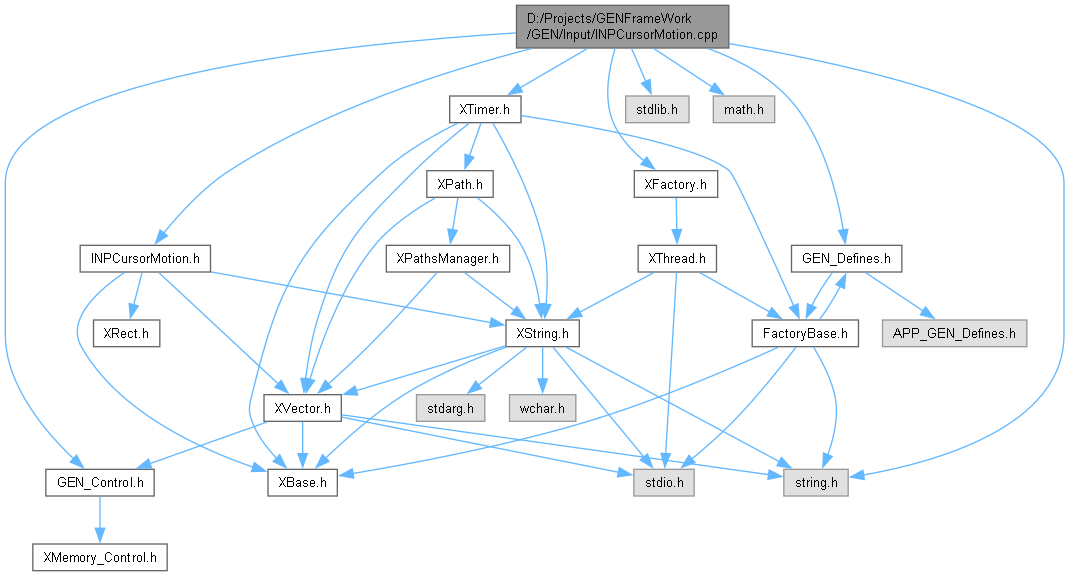 D:/Projects/GENFrameWork
/GEN/Input/INPCursorMotion.cpp
XTimer.h
stdlib.h
math.h
XPath.h
XFactory.h
INPCursorMotion.h
XPathsManager.h
XThread.h
GEN_Defines.h
XRect.h
XString.h
FactoryBase.h
APP_GEN_Defines.h
XVector.h
stdarg.h
wchar.h
GEN_Control.h
XBase.h
stdio.h
string.h
XMemory_Control.h